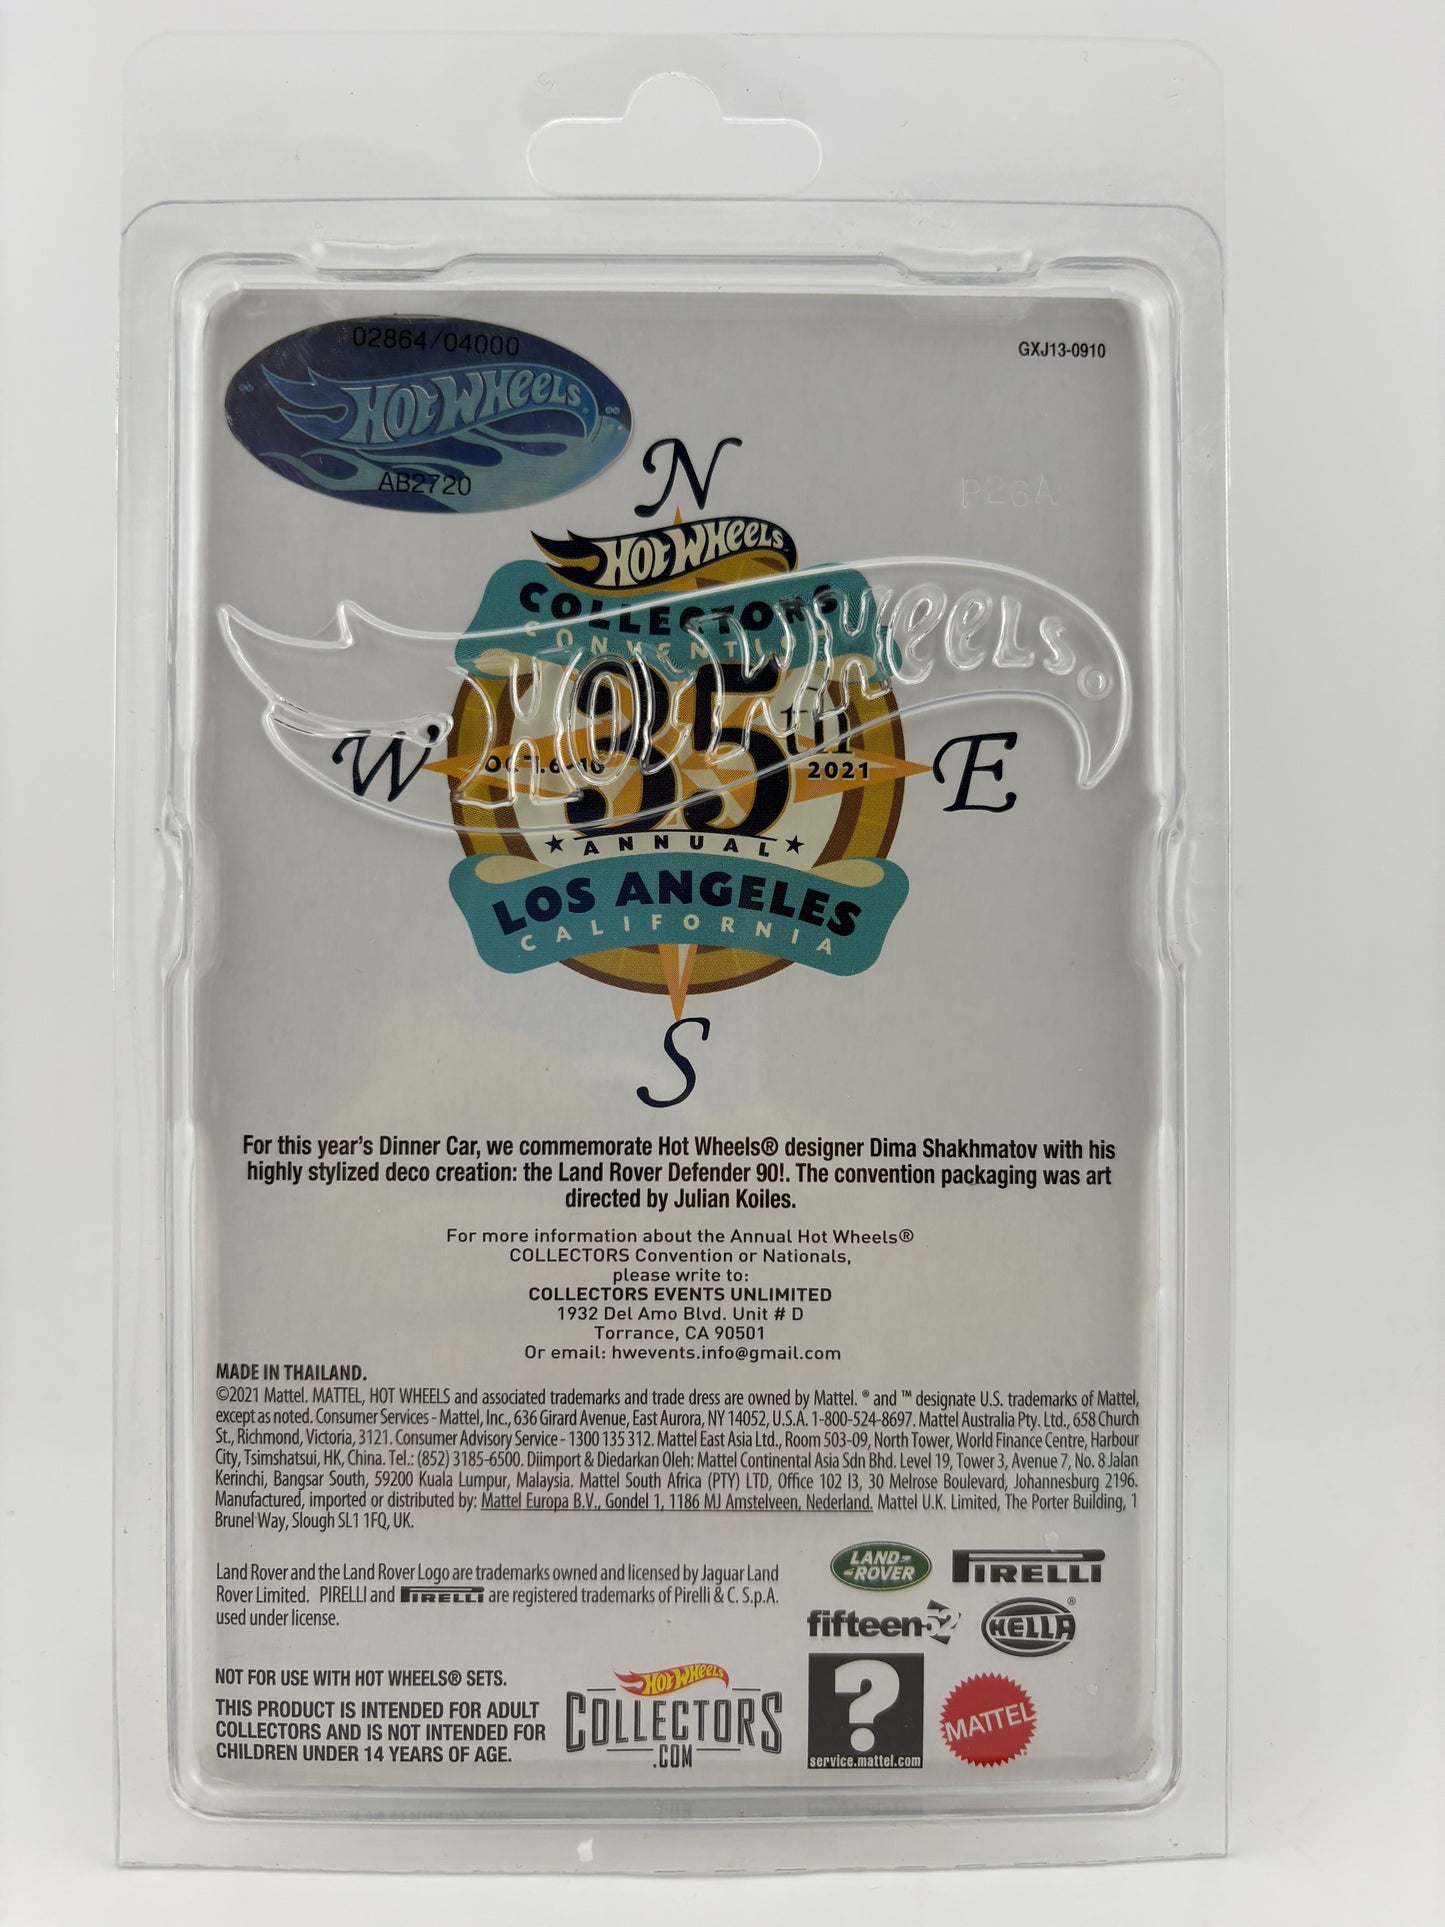 02864/04000
HOT WHEELS
AB2720
GXJ13-0910
P26A
N
HOT WHEELS
COLLECTORS
CONVENTION
HOT WHEELS
W
OCT.6-10
35th
2021
E
★ ANNUAL ★
LOS ANGELES
CALIFORNIA
S
For this year's Dinner Car, we commemorate Hot Wheels® designer Dima Shakhmatov with his
highly stylized deco creation: the Land Rover Defender 90!. The convention packaging was art
directed by Julian Koiles.
For more information about the Annual Hot Wheels®
COLLECTORS Convention or Nationals,
please write to:
COLLECTORS EVENTS UNLIMITED
1932 Del Amo Blvd. Unit # D
Torrance, CA 90501
Or email: hwevents.info@gmail.com
MADE IN THAILAND.
©2021 Mattel. MATTEL, HOT WHEELS and associated trademarks and trade dress are owned by Mattel. ® and ™ designate U.S. trademarks of Mattel,
except as noted. Consumer Services - Mattel, Inc., 636 Girard Avenue, East Aurora, NY 14052, U.S.A. 1-800-524-8697. Mattel Australia Pty. Ltd., 658 Church
St., Richmond, Victoria, 3121. Consumer Advisory Service - 1300 135 312. Mattel East Asia Ltd., Room 503-09, North Tower, World Finance Centre, Harbour
City, Tsimshatsui, HK, China. Tel.: (852) 3185-6500. Diimport & Diedarkan Oleh: Mattel Continental Asia Sdn Bhd. Level 19, Tower 3, Avenue 7, No. 8 Jalan
Kerinchi, Bangsar South, 59200 Kuala Lumpur, Malaysia. Mattel South Africa (PTY) LTD, Office 102 I3, 30 Melrose Boulevard, Johannesburg 2196.
Manufactured, imported or distributed by: Mattel Europa B.V., Gondel 1, 1186 MJ Amstelveen, Nederland. Mattel U.K. Limited, The Porter Building, 1
Brunel Way, Slough SL1 1FQ, UK.
Land Rover and the Land Rover Logo are trademarks owned and licensed by Jaguar Land
Rover Limited. PIRELLI and PIRELLI are registered trademarks of Pirelli & C. S.p.A.
used under license.
LAND-
-ROVER
PIRELLI
fifteen52
HELLA®
NOT FOR USE WITH HOT WHEELS® SETS.
THIS PRODUCT IS INTENDED FOR ADULT
COLLECTORS AND IS NOT INTENDED FOR
CHILDREN UNDER 14 YEARS OF AGE.
HOT WHEELS
COLLECTORS
.COM
?
service.mattel.com
MATTEL